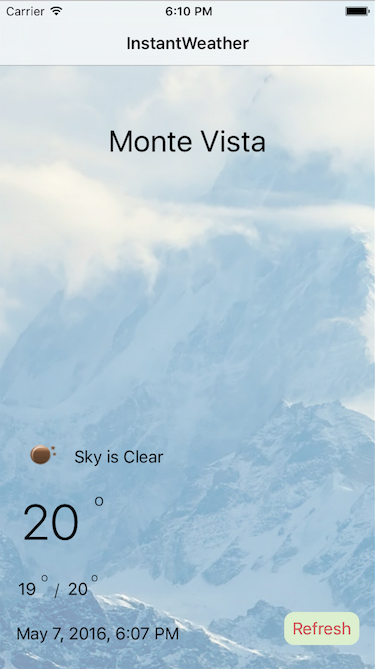 Carrier 6:10 PM
InstantWeather
Monte Vista
Sky is Clear
20 º
19 º / 20 º
May 7, 2016, 6:07 PM
Refresh